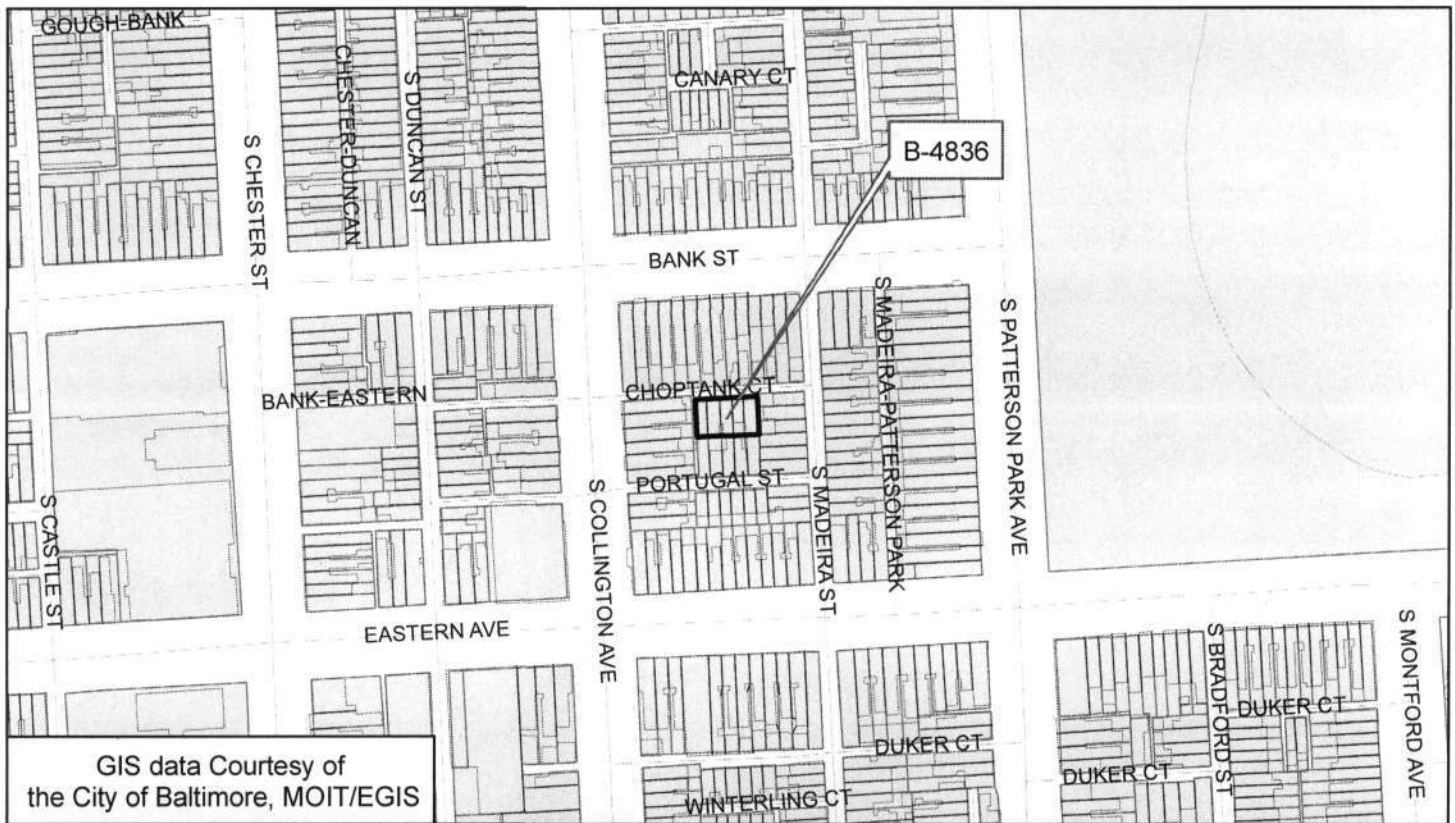 GOUGH-BANK
CANARY CT
S CHESTER ST
CHESTER-DUNCAN
S DUNCAN ST
B-4836
BANK ST
S MADEIRA-PATTERSON PARK
S PATTERSON PARK AVE
CHOPTANK ST
BANK-EASTERN
PORTUGAL ST
S CASTLE ST
S COLLINGTON AVE
S MADEIRA ST
EASTERN AVE
S BRADFORD ST
S MONTFORD AVE
DUKER CT
DUKER CT
DUKER CT
WINTERLING CT
GIS data Courtesy of
the City of Baltimore, MOIT/EGIS